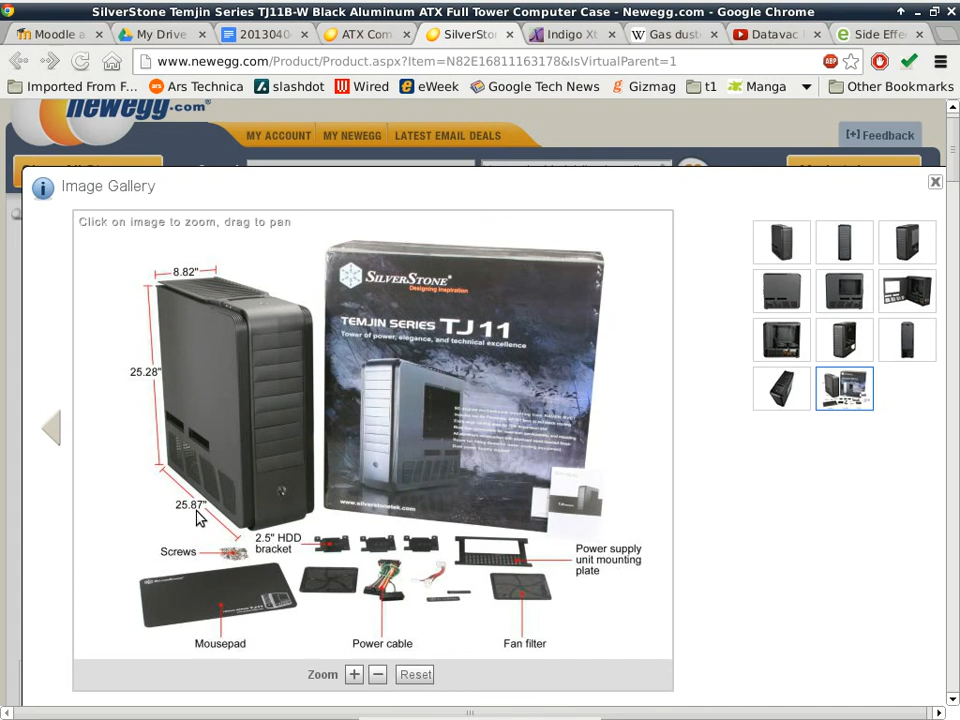 SilverStone Temjin Series TJ11B-W Black Aluminum ATX Full Tower Computer Case - Newegg.com - Google Chrome
Moodle a
My Drive
2013040
ATX Com
SilverSto
Indigo Xt
Gas dust
Datavac
Side Effe
www.newegg.com/Product/Product.aspx?Item=N82E16811163178&IsVirtualParent=1
ABP
Imported From F...
Ars Technica
slashdot
Wired
eWeek
Google Tech News
Gizmag
t1
Manga
Other Bookmarks
newegg.com
MY ACCOUNT
MY NEWEGG
LATEST EMAIL DEALS
[+] Feedback
Image Gallery
Click on image to zoom, drag to pan
8.82"
25.28"
25.87"
SILVERSTONE
Designing Inspiration
TEMJIN SERIES TJ11
Tower of power, elegance, and technical excellence
www.silverstonetek.com
Screws
2.5" HDD
bracket
Power supply
unit mounting
plate
SILVERSTONE
Mousepad
Power cable
Fan filter
Zoom
+
−
Reset